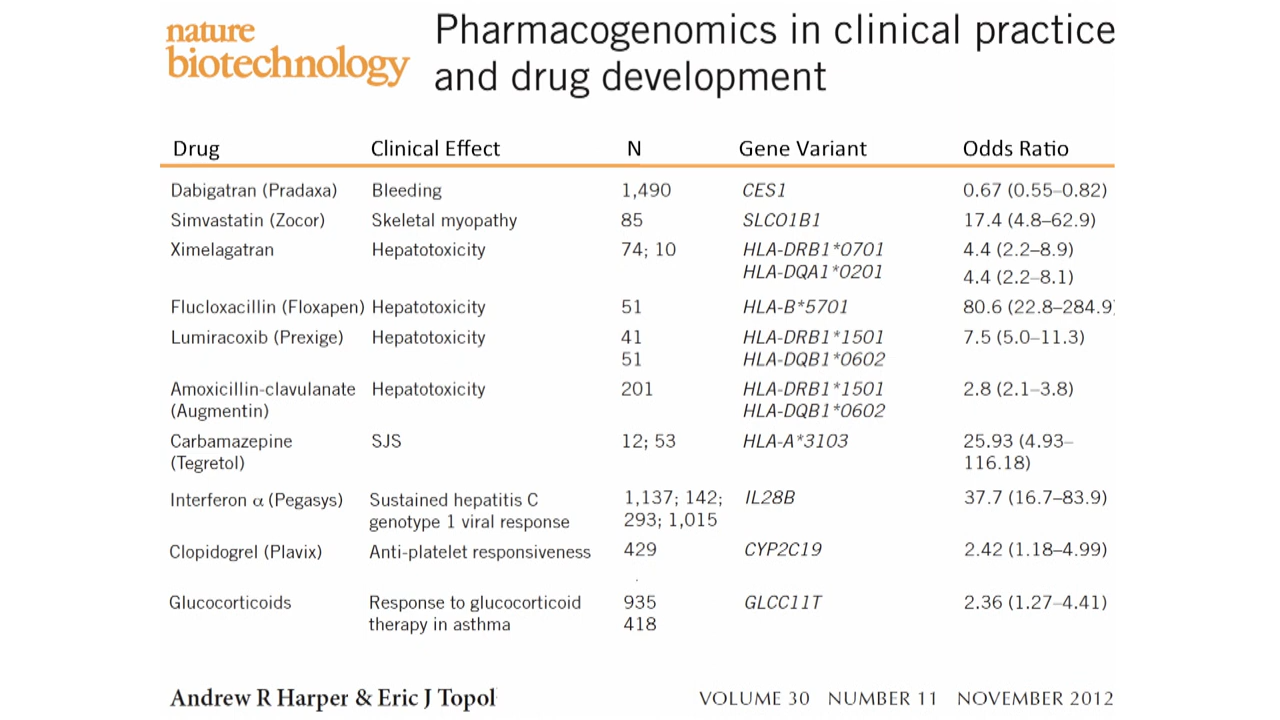 nature
biotechnology
Pharmacogenomics in clinical practice
and drug development
Drug Clinical Effect N Gene Variant Odds Ratio
Dabigatran (Pradaxa) Bleeding 1,490 CES1 0.67 (0.55–0.82)
Simvastatin (Zocor) Skeletal myopathy 85 SLCO1B1 17.4 (4.8–62.9)
Ximelagatran Hepatotoxicity 74; 10 HLA-DRB1*0701 4.4 (2.2–8.9)
HLA-DQA1*0201 4.4 (2.2–8.1)
Flucloxacillin (Floxapen) Hepatotoxicity 51 HLA-B*5701 80.6 (22.8–284.9)
Lumiracoxib (Prexige) Hepatotoxicity 41 HLA-DRB1*1501 7.5 (5.0–11.3)
51 HLA-DQB1*0602
Amoxicillin-clavulanate Hepatotoxicity 201 HLA-DRB1*1501 2.8 (2.1–3.8)
(Augmentin) HLA-DQB1*0602
Carbamazepine SJS 12; 53 HLA-A*3103 25.93 (4.93–
(Tegretol) 116.18)
Interferon α (Pegasys) Sustained hepatitis C 1,137; 142; IL28B 37.7 (16.7–83.9)
genotype 1 viral response 293; 1,015
Clopidogrel (Plavix) Anti-platelet responsiveness 429 CYP2C19 2.42 (1.18–4.99)
Glucocorticoids Response to glucocorticoid 935 GLCC11T 2.36 (1.27–4.41)
therapy in asthma 418
Andrew R Harper & Eric J Topol VOLUME 30 NUMBER 11 NOVEMBER 2012